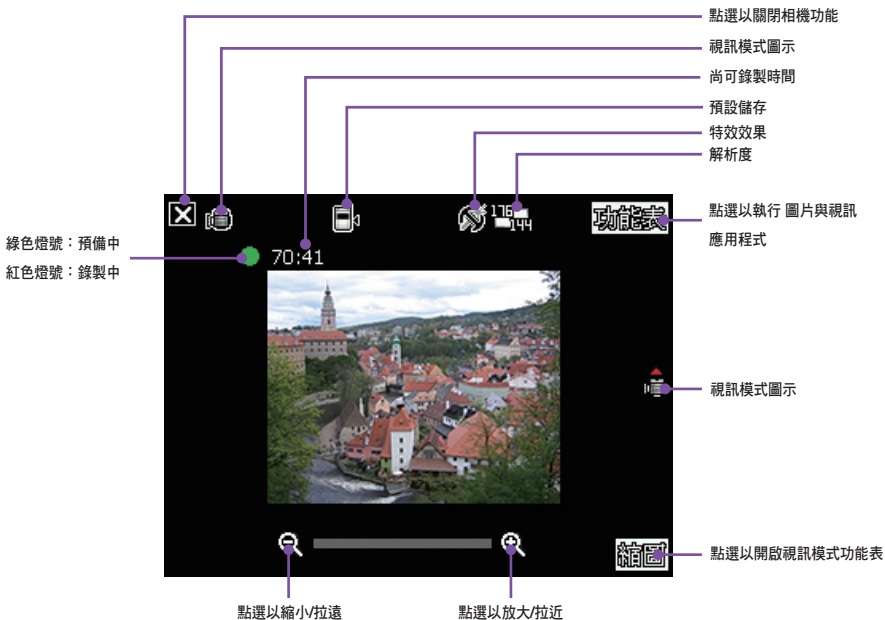 點選以關閉相機功能
視訊模式圖示
尚可錄製時間
預設儲存
特效效果
解析度
176
144
功能表
點選以執行 圖片與視訊
應用程式
綠色燈號：預備中
紅色燈號：錄製中
70:41
視訊模式圖示
縮圖
點選以開啟視訊模式功能表
點選以縮小/拉遠
點選以放大/拉近